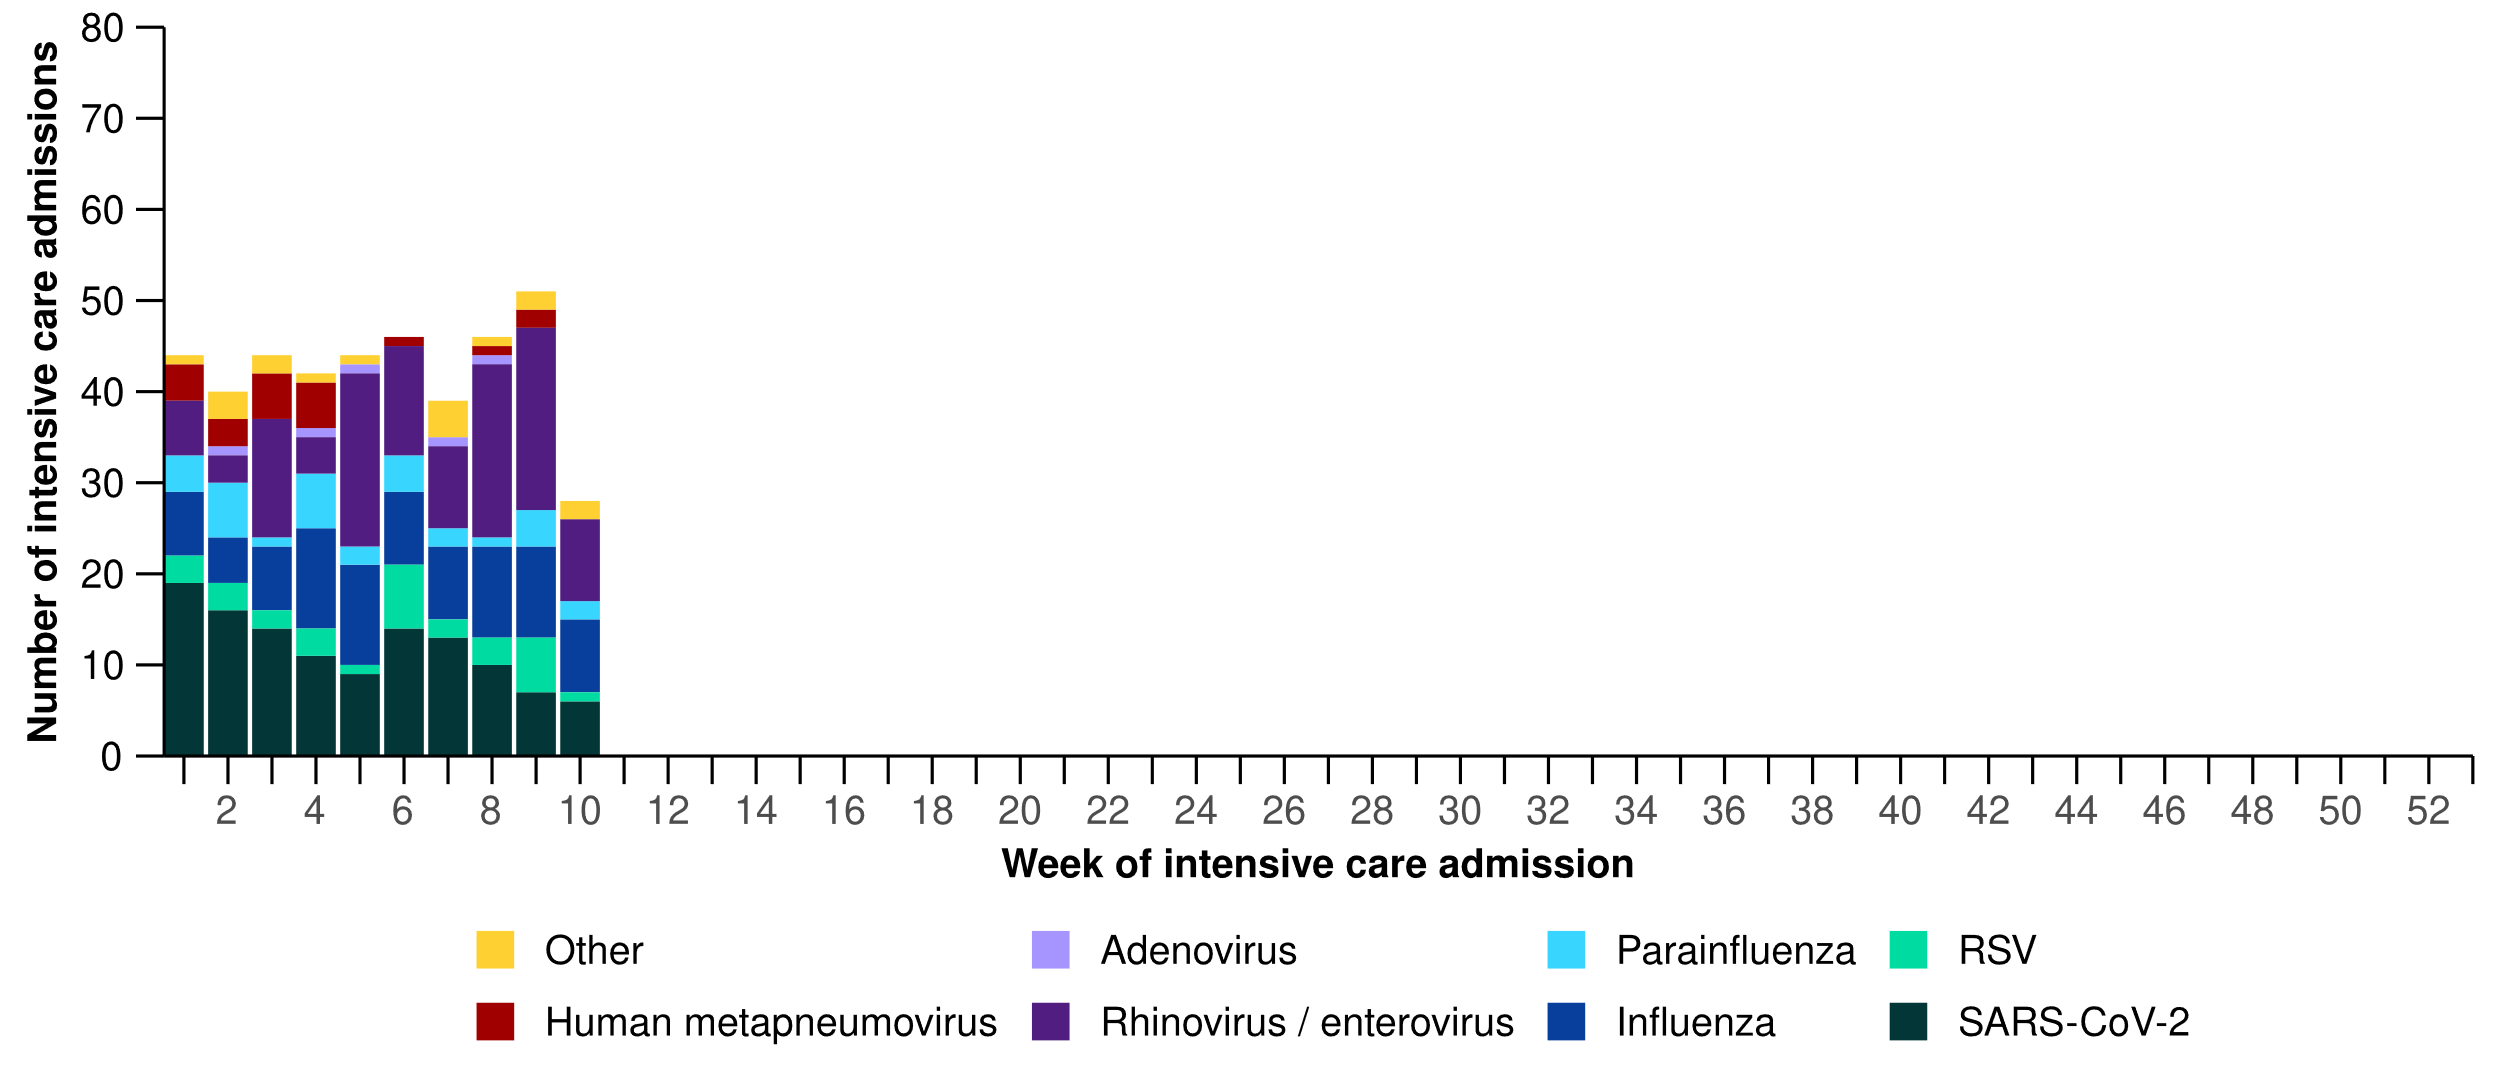 Number of intensive care admissions
80
70
60
50
40
30
20
10
0
2 4 6 8 10 12 14 16 18 20 22 24 26 28 30 32 34 36 38 40 42 44 46 48 50 52
Week of intensive care admission
Other Adenovirus Parainfluenza RSV
Human metapneumovirus Rhinovirus / enterovirus Influenza SARS-CoV-2